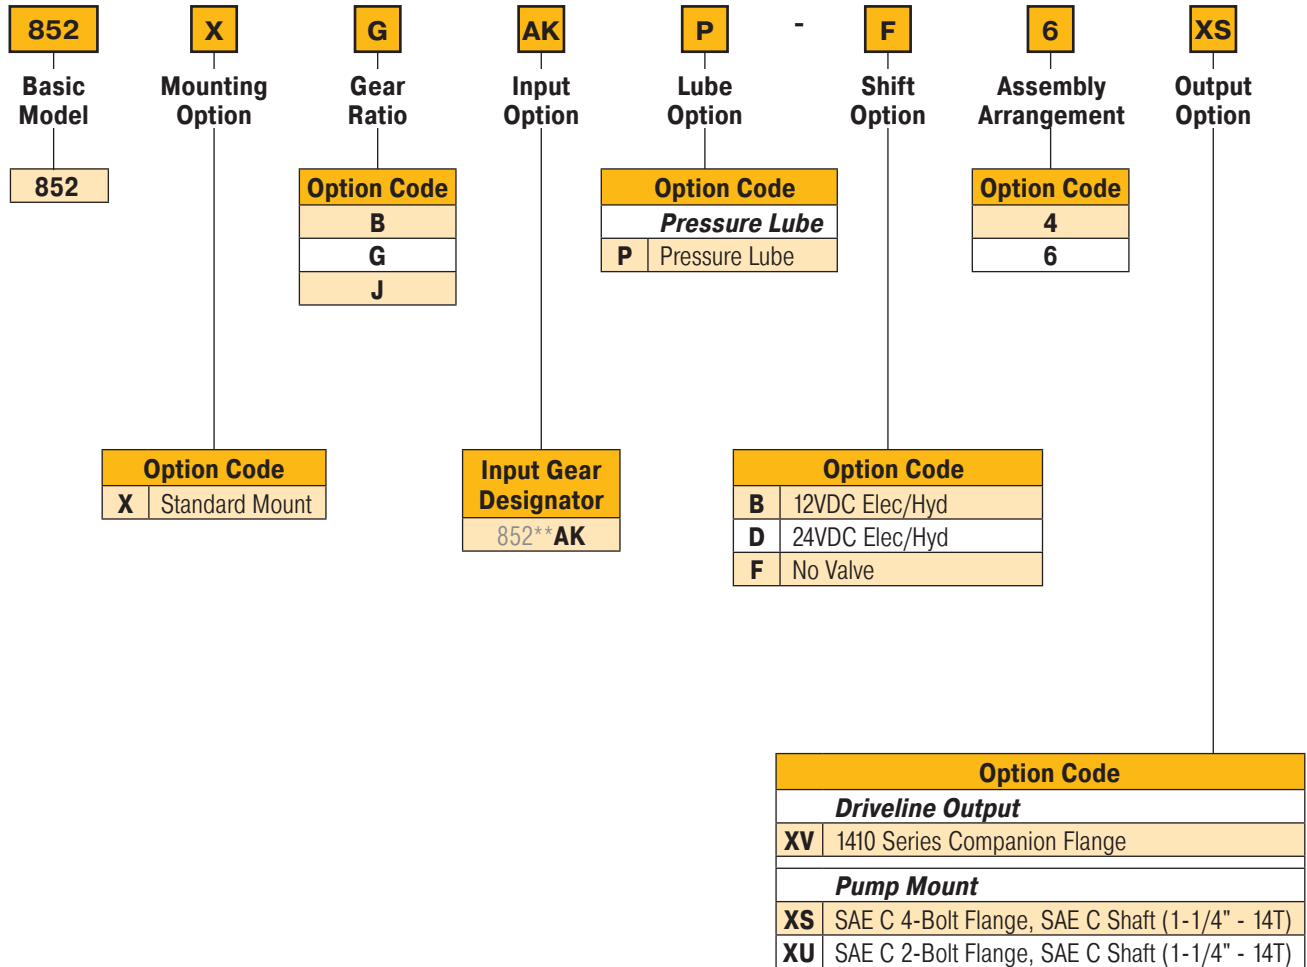 852 X G AK P - F 6 XS
Basic Model
Mounting Option
Gear Ratio
Input Option
Lube Option
Shift Option
Assembly Arrangement
Output Option
852
Option Code
B
G
J
Option Code
Pressure Lube
P Pressure Lube
Option Code
4
6
Option Code
X Standard Mount
Input Gear
Designator
852**AK
Option Code
B 12VDC Elec/Hyd
D 24VDC Elec/Hyd
F No Valve
Option Code
Driveline Output
XV 1410 Series Companion Flange
Pump Mount
XS SAE C 4-Bolt Flange, SAE C Shaft (1-1/4" - 14T)
XU SAE C 2-Bolt Flange, SAE C Shaft (1-1/4" - 14T)